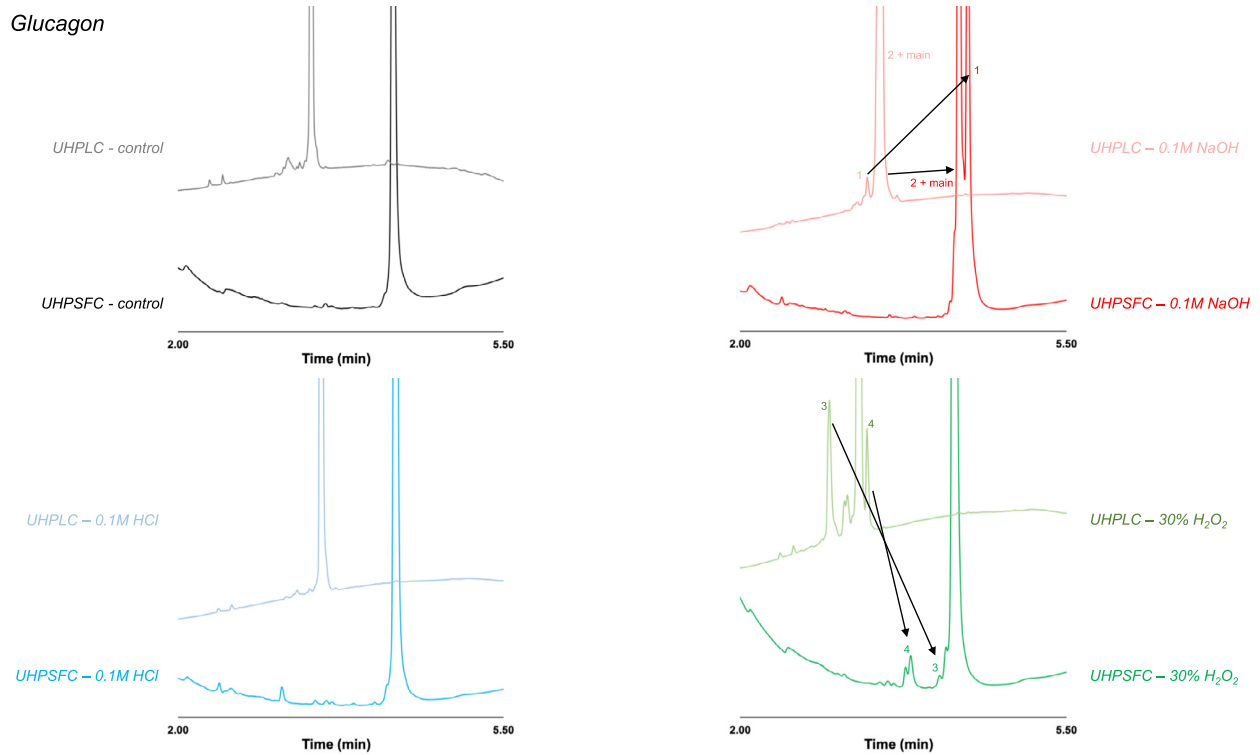 Glucagon
UHPLC - control
UHPSFC - control
2.00
5.50
Time (min)
2 + main
1
1
2 + main
UHPLC – 0.1M NaOH
UHPSFC – 0.1M NaOH
2.00
5.50
Time (min)
UHPLC – 0.1M HCl
UHPSFC – 0.1M HCl
2.00
5.50
Time (min)
3
4
4
3
UHPLC – 30% H₂O₂
UHPSFC – 30% H₂O₂
2.00
5.50
Time (min)